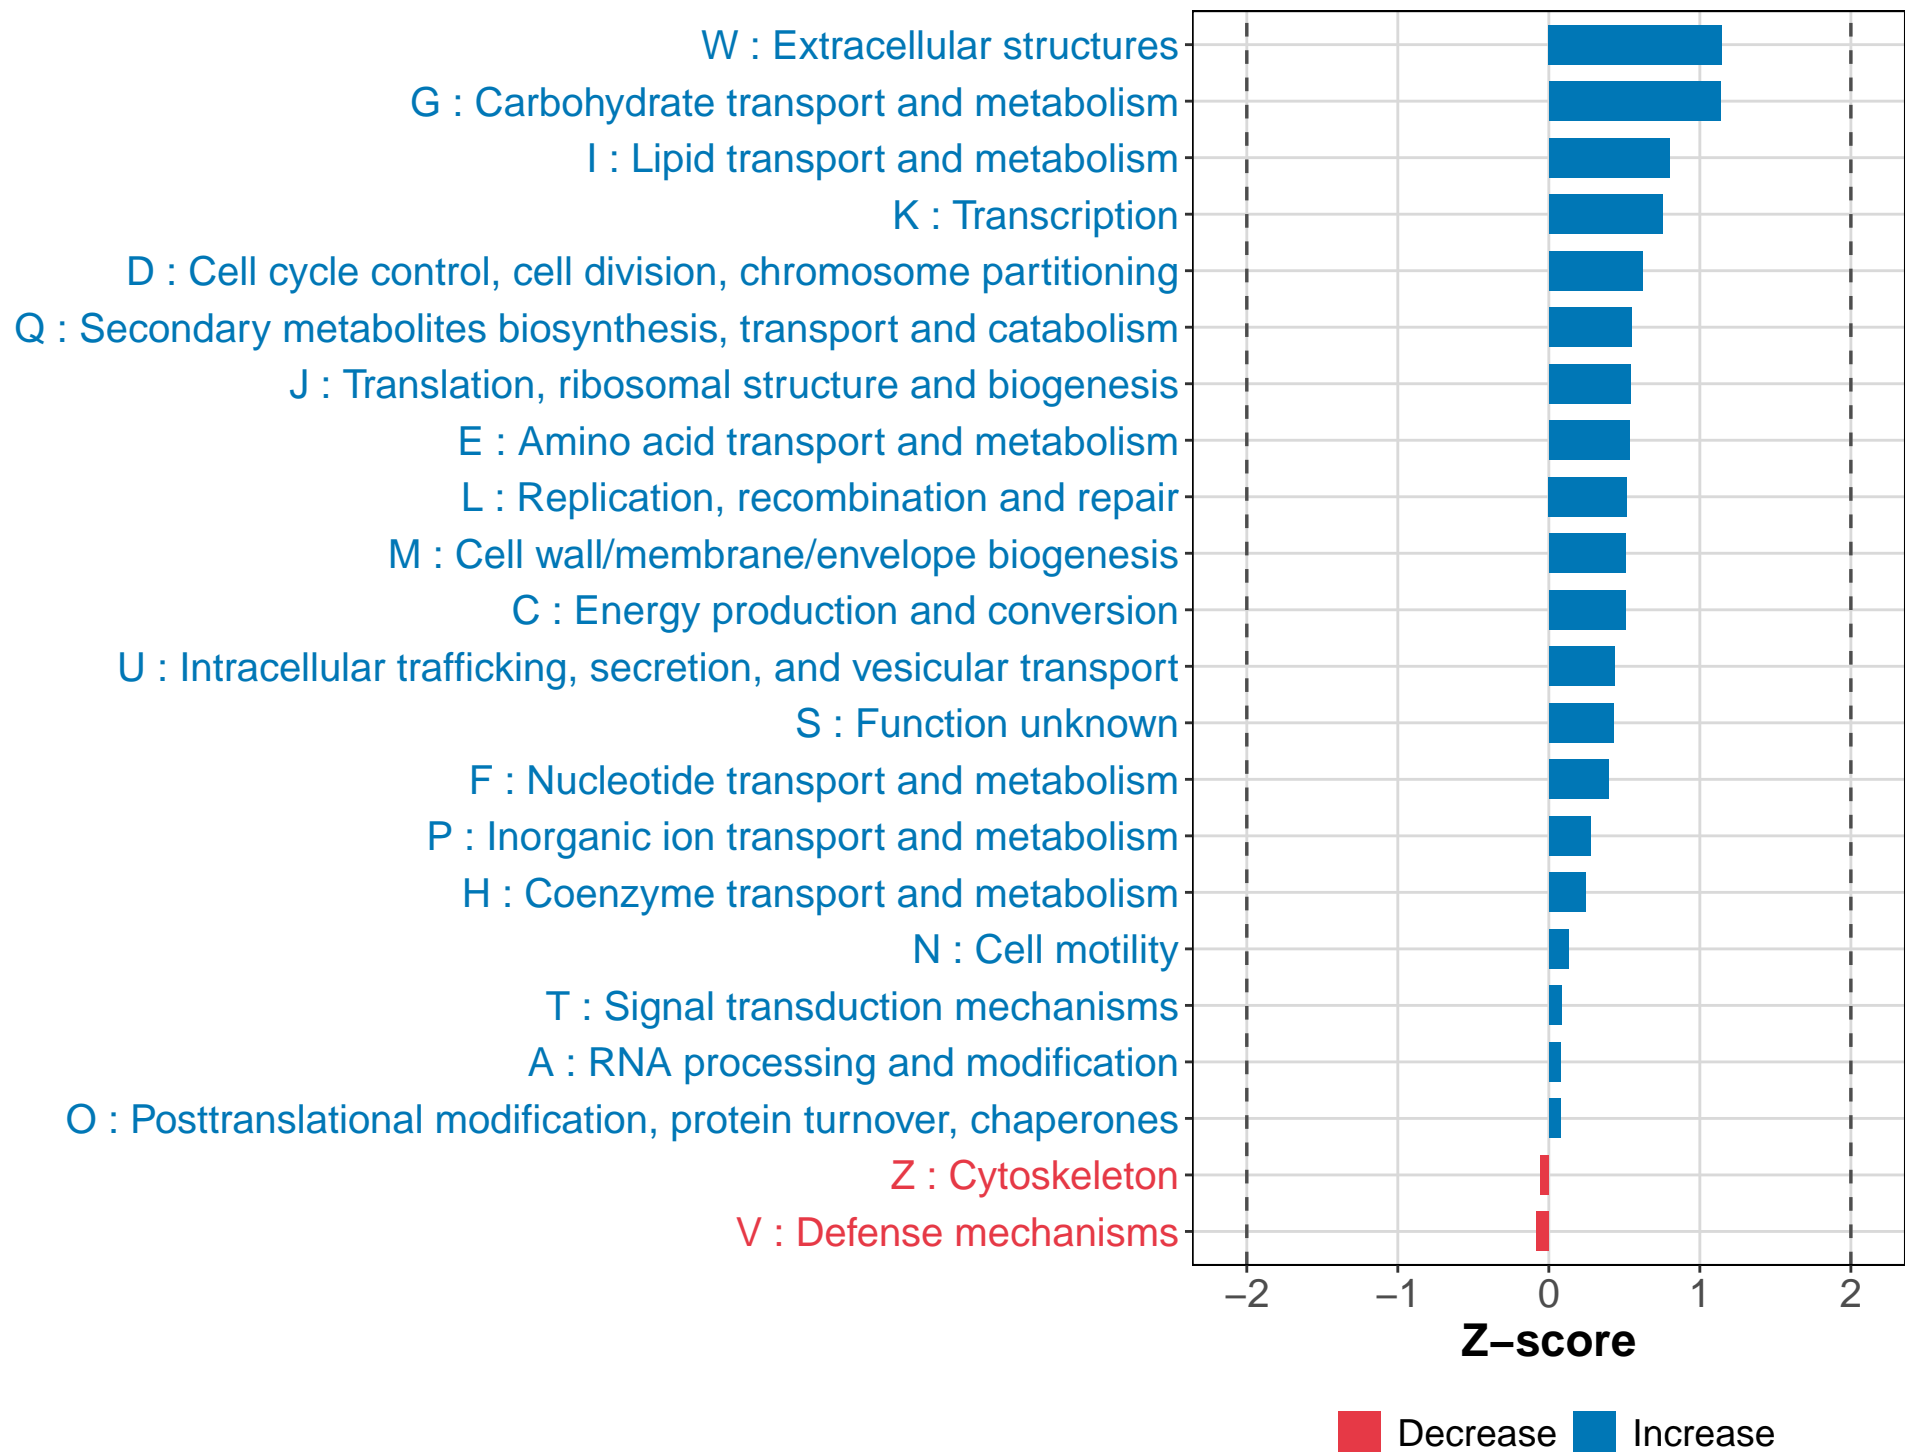 W : Extracellular structures
G : Carbohydrate transport and metabolism
I : Lipid transport and metabolism
K : Transcription
D : Cell cycle control, cell division, chromosome partitioning
Q : Secondary metabolites biosynthesis, transport and catabolism
J : Translation, ribosomal structure and biogenesis
E : Amino acid transport and metabolism
L : Replication, recombination and repair
M : Cell wall/membrane/envelope biogenesis
C : Energy production and conversion
U : Intracellular trafficking, secretion, and vesicular transport
S : Function unknown
F : Nucleotide transport and metabolism
P : Inorganic ion transport and metabolism
H : Coenzyme transport and metabolism
N : Cell motility
T : Signal transduction mechanisms
A : RNA processing and modification
O : Posttranslational modification, protein turnover, chaperones
Z : Cytoskeleton
V : Defense mechanisms
−2 −1 0 1 2
Z−score
Decrease Increase